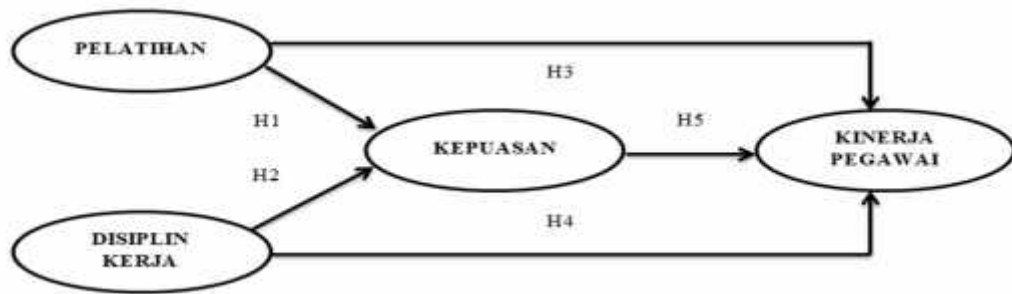 PELATIHAN
H3
H1
H5
KEPUASAN
KINERJA
PEGAWAI
H2
H4
DISIPLIN
KERJA